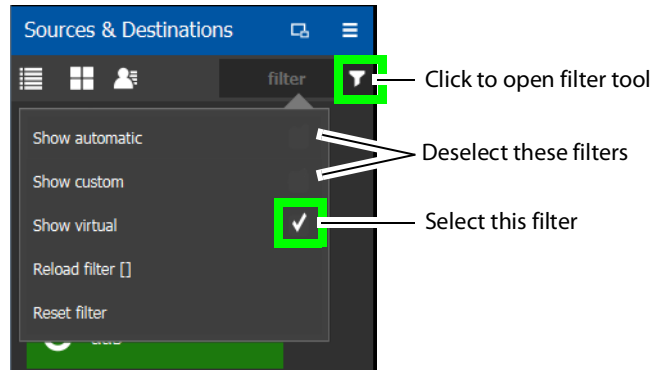 Sources & Destinations
filter
Click to open filter tool
Show automatic
Deselect these filters
Show custom
Show virtual
Select this filter
Reload filter []
Reset filter